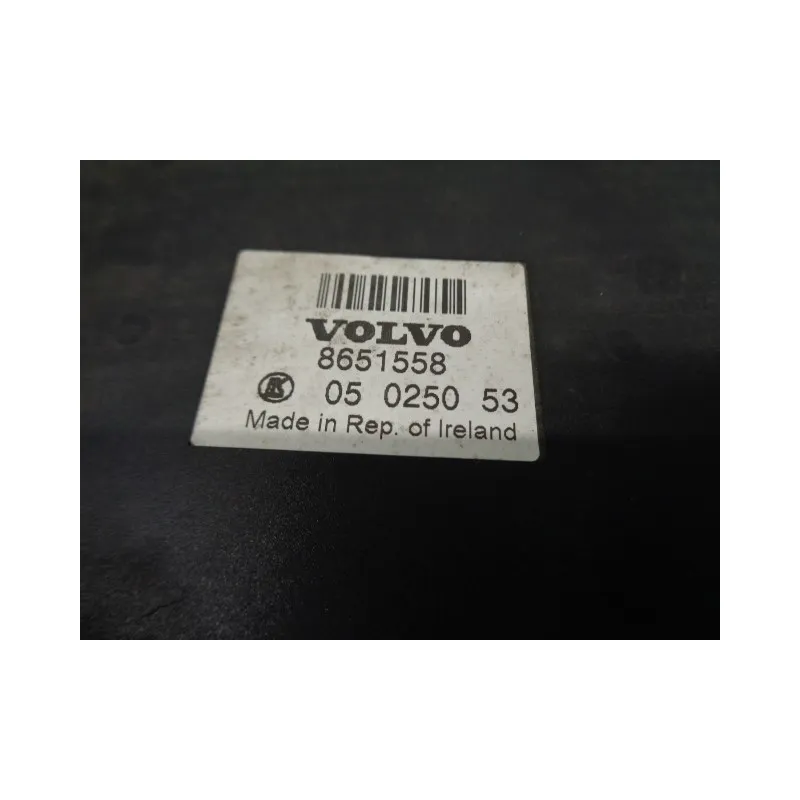 VOLVO
8651558
05 0250 53
Made in Rep. of Ireland